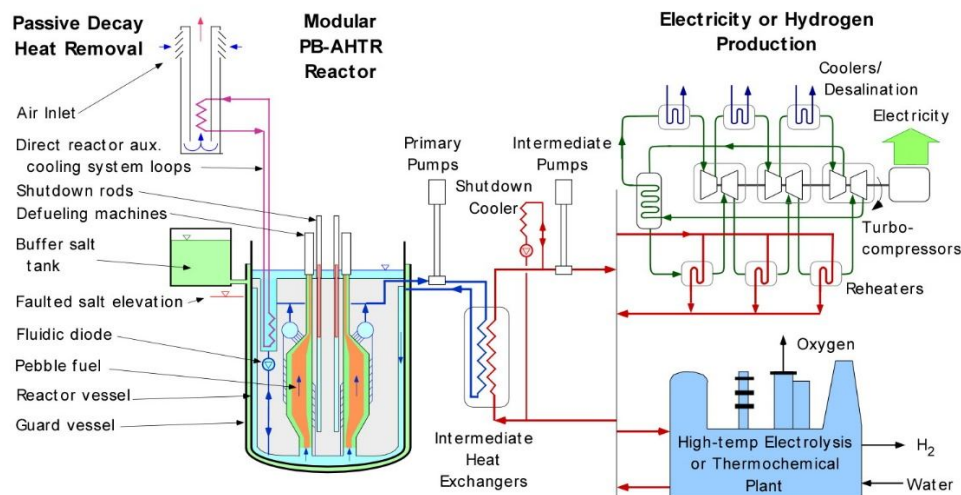 Passive Decay
Heat Removal
Modular
PB-AHTR
Reactor
Electricity or Hydrogen
Production
Air Inlet
Direct reactor aux.
cooling system loops
Shutdown rods
Defueling machines
Buffer salt
tank
Faulted salt elevation
Fluidic diode
Pebble fuel
Reactor vessel
Guard vessel
Primary
Pumps
Shutdown
Cooler
Intermediate
Pumps
Intermediate
Heat
Exchangers
Coolers/
Desalination
Electricity
Turbo-
compressors
Reheaters
Oxygen
High-temp Electrolysis
or Thermochemical
Plant
H2
Water